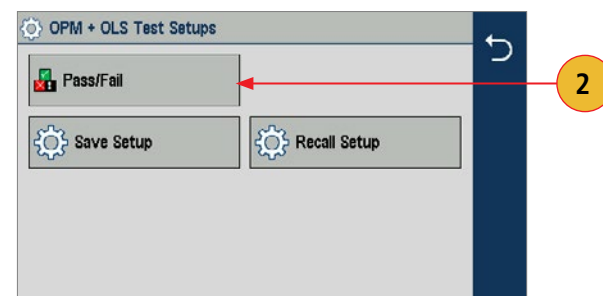 OPM + OLS Test Setups
Pass/Fail
2
Save Setup
Recall Setup